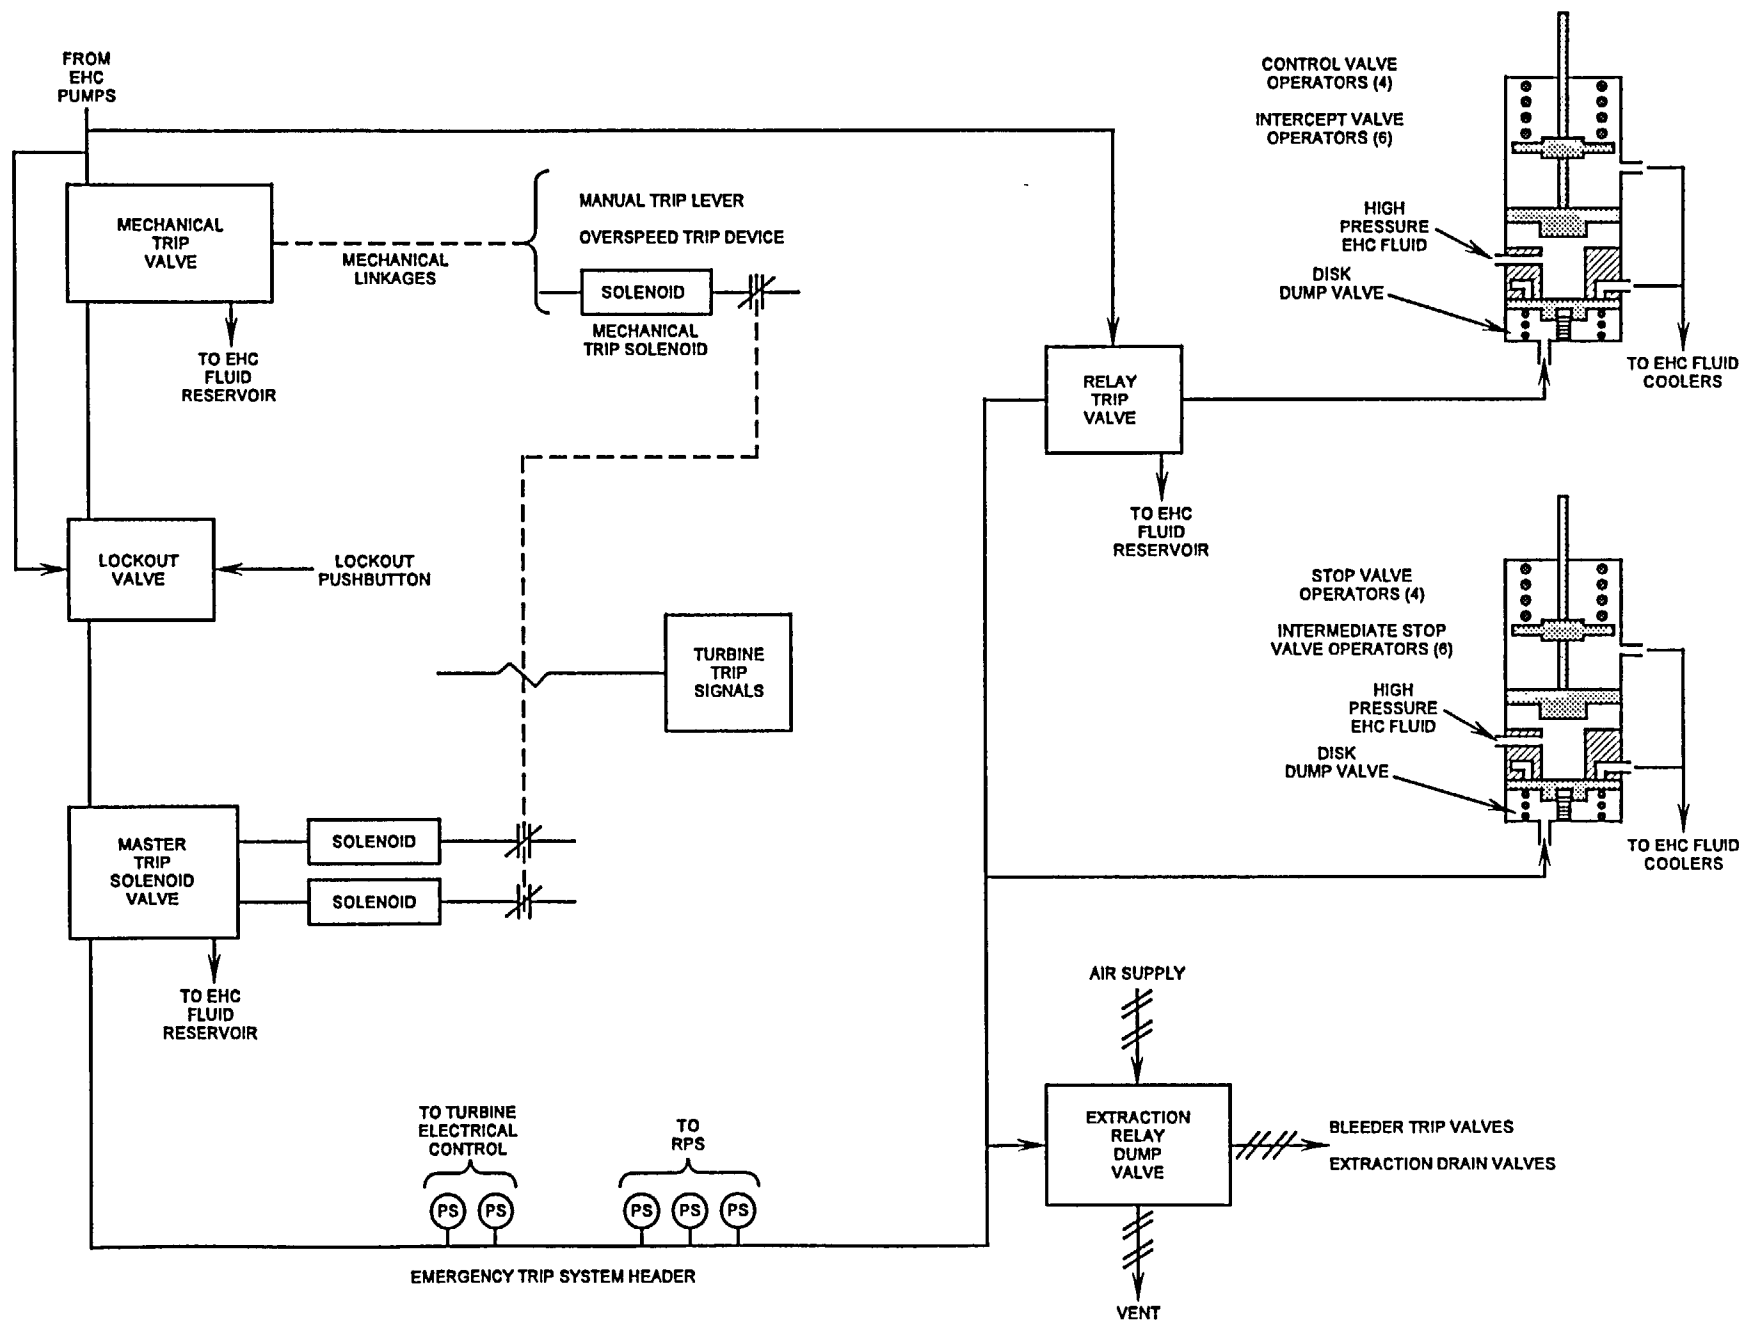 FROM
EHC
PUMPS
MECHANICAL
TRIP
VALVE
MECHANICAL
LINKAGES
MANUAL TRIP LEVER
OVERSPEED TRIP DEVICE
SOLENOID
MECHANICAL
TRIP SOLENOID
TO EHC
FLUID
RESERVOIR
LOCKOUT
VALVE
LOCKOUT
PUSHBUTTON
TURBINE
TRIP
SIGNALS
MASTER
TRIP
SOLENOID
VALVE
SOLENOID
SOLENOID
TO EHC
FLUID
RESERVOIR
TO TURBINE
ELECTRICAL
CONTROL
PS
PS
TO
RPS
PS
PS
PS
EMERGENCY TRIP SYSTEM HEADER
RELAY
TRIP
VALVE
TO EHC
FLUID
RESERVOIR
CONTROL VALVE
OPERATORS (4)
INTERCEPT VALVE
OPERATORS (6)
HIGH
PRESSURE
EHC FLUID
DISK
DUMP VALVE
TO EHC FLUID
COOLERS
STOP VALVE
OPERATORS (4)
INTERMEDIATE STOP
VALVE OPERATORS (6)
HIGH
PRESSURE
EHC FLUID
DISK
DUMP VALVE
TO EHC FLUID
COOLERS
AIR SUPPLY
EXTRACTION
RELAY
DUMP
VALVE
BLEEDER TRIP VALVES
EXTRACTION DRAIN VALVES
VENT